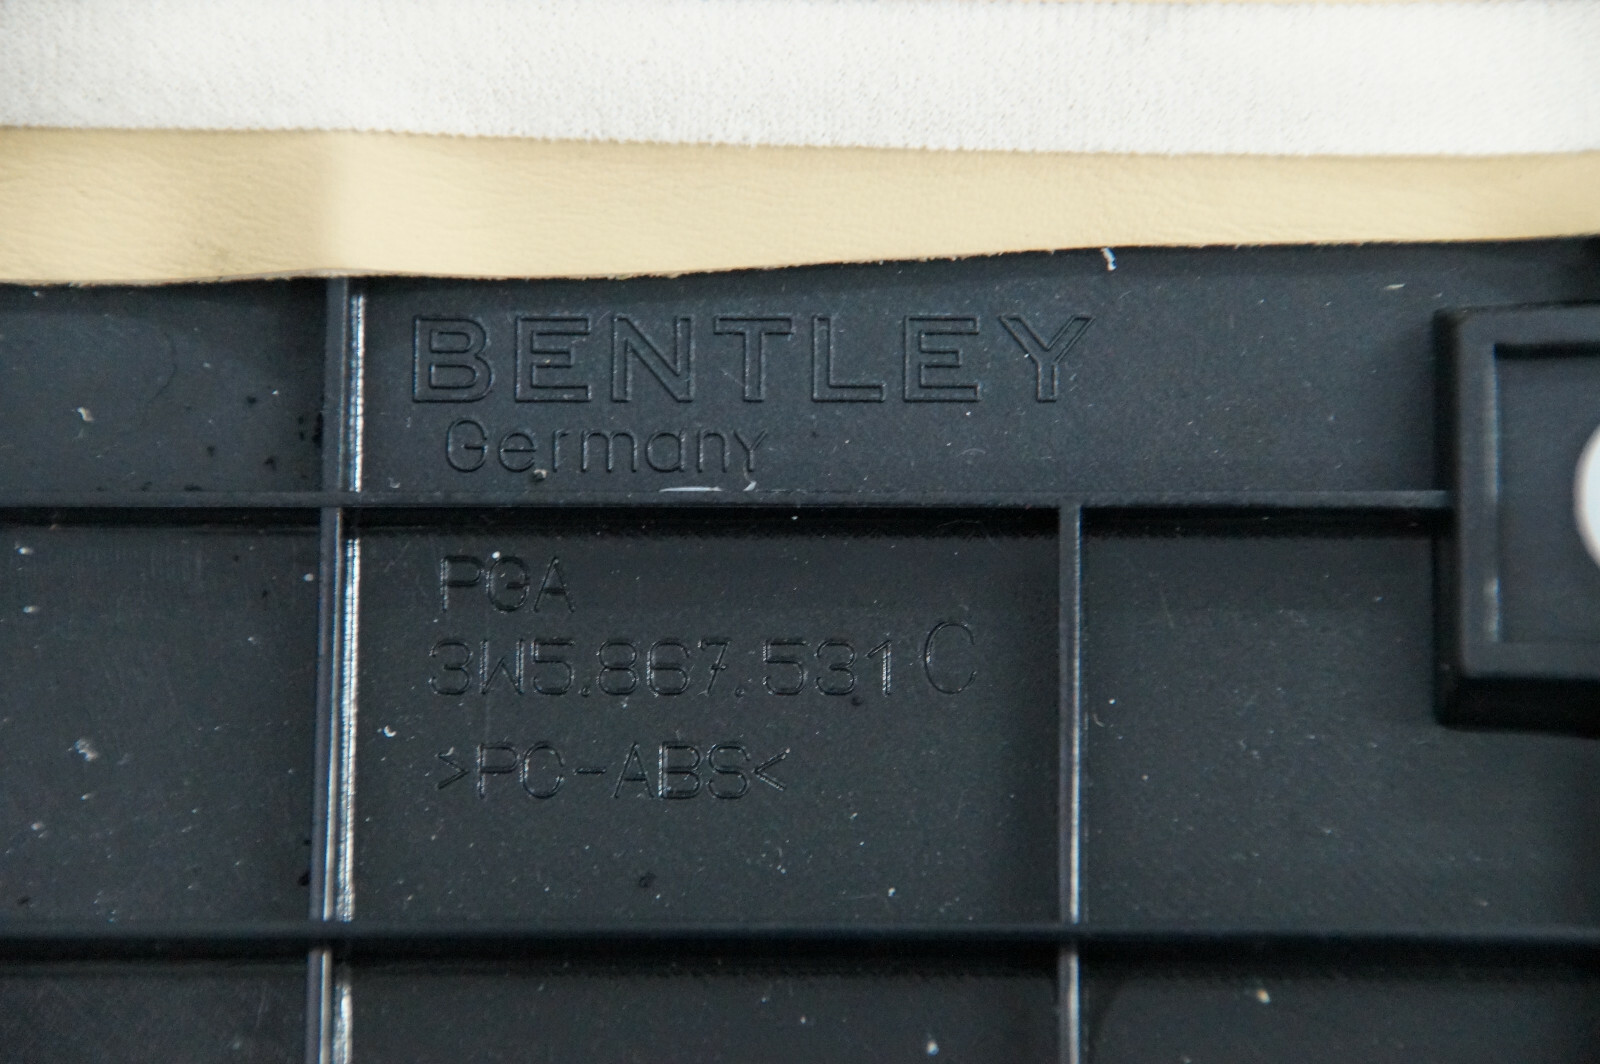 BENTLEY
Germany
PGA
3W5.867.531 C
>PC-ABS<